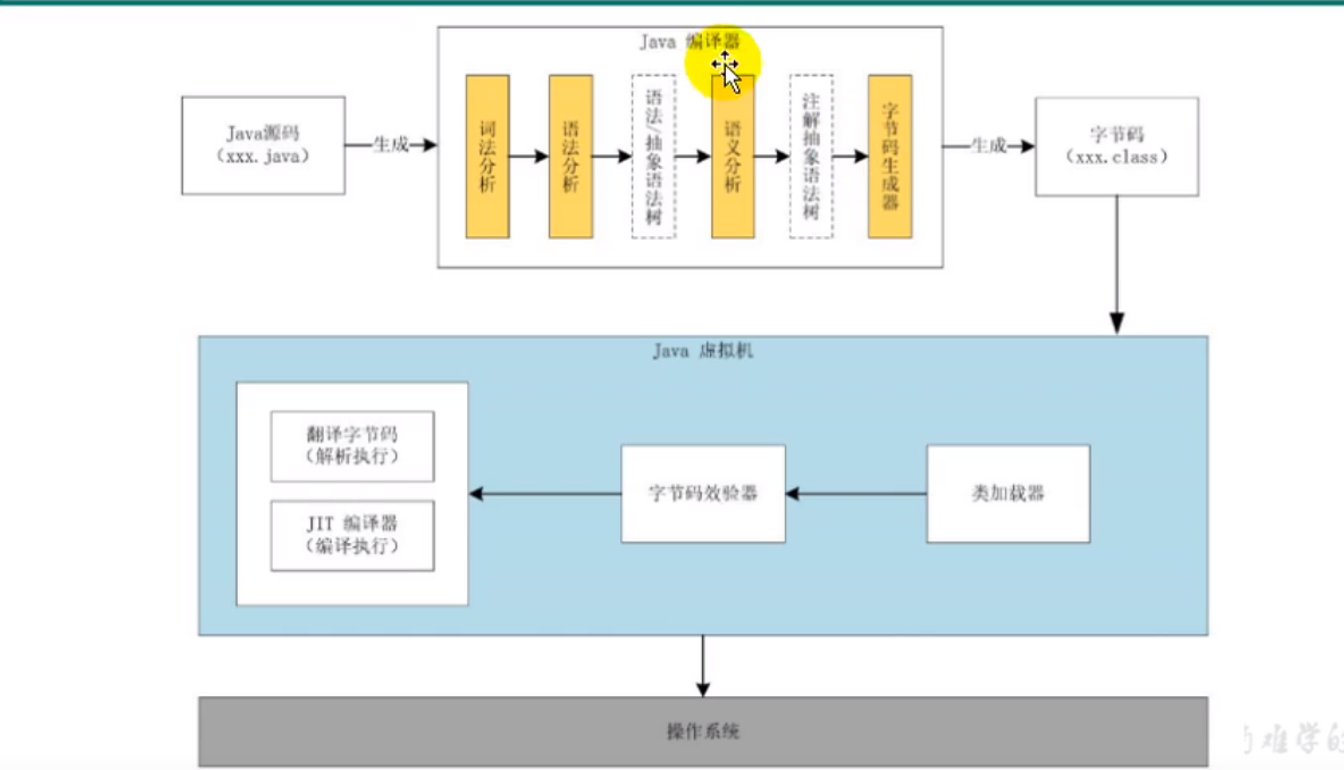 Java 编译器
Java源码
（xxx.java）
生成
词法分析
语法分析
语法/抽象语法树
语义分析
注解抽象语法树
字节码生成器
生成
字节码
（xxx.class）
Java 虚拟机
翻译字节码
（解析执行）
JIT 编译器
（编译执行）
字节码效验器
类加载器
操作系统
难学的